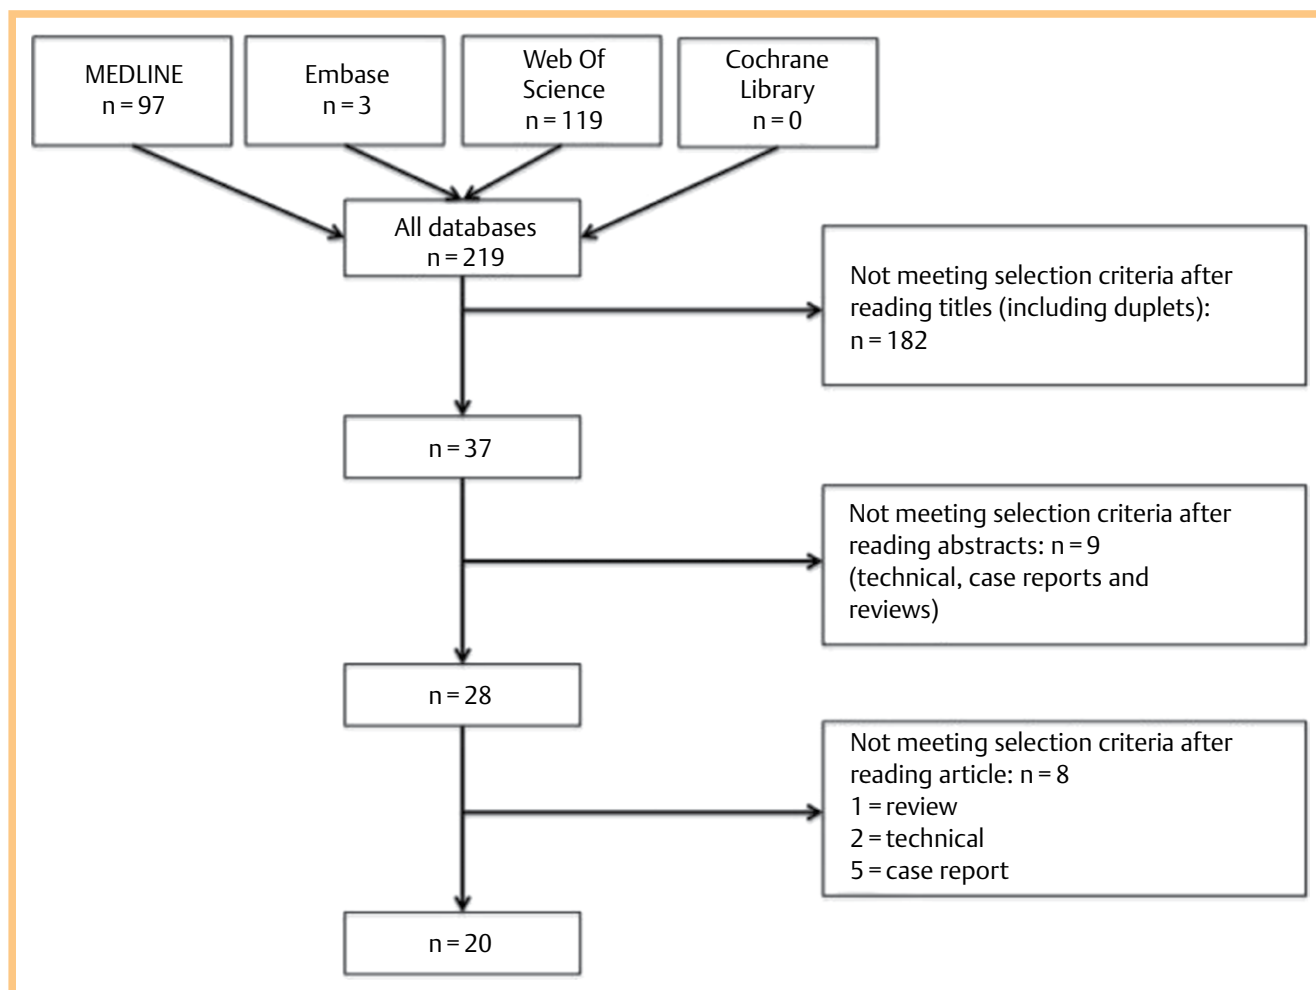 MEDLINE
n = 97
Embase
n = 3
Web Of
Science
n = 119
Cochrane
Library
n = 0
All databases
n = 219
Not meeting selection criteria after
reading titles (including duplets):
n = 182
n = 37
Not meeting selection criteria after
reading abstracts: n = 9
(technical, case reports and
reviews)
n = 28
Not meeting selection criteria after
reading article: n = 8
1 = review
2 = technical
5 = case report
n = 20